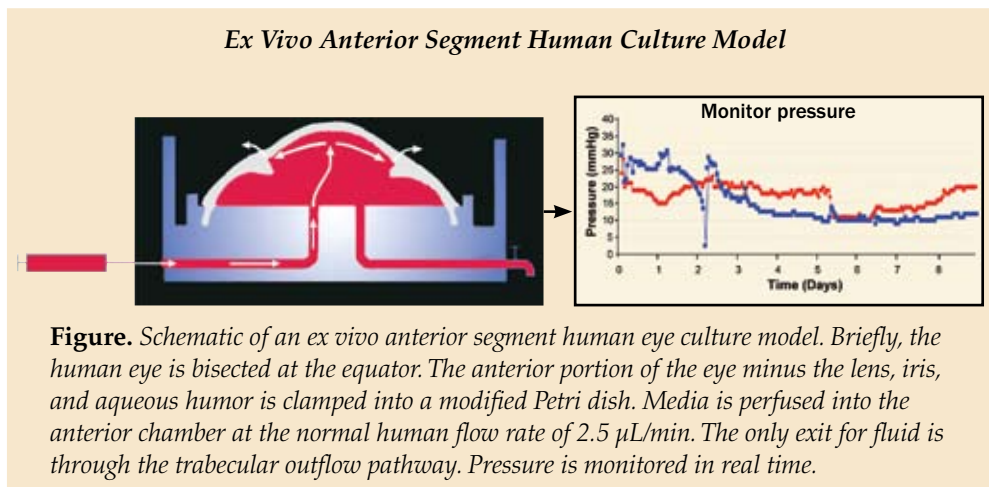 Ex Vivo Anterior Segment Human Culture Model
Monitor pressure
Pressure (mmHg)
40
35
30
25
20
15
10
5
0
0 1 2 3 4 5 6 7 8
Time (Days)
Figure. Schematic of an ex vivo anterior segment human eye culture model. Briefly, the
human eye is bisected at the equator. The anterior portion of the eye minus the lens, iris,
and aqueous humor is clamped into a modified Petri dish. Media is perfused into the
anterior chamber at the normal human flow rate of 2.5 µL/min. The only exit for fluid is
through the trabecular outflow pathway. Pressure is monitored in real time.